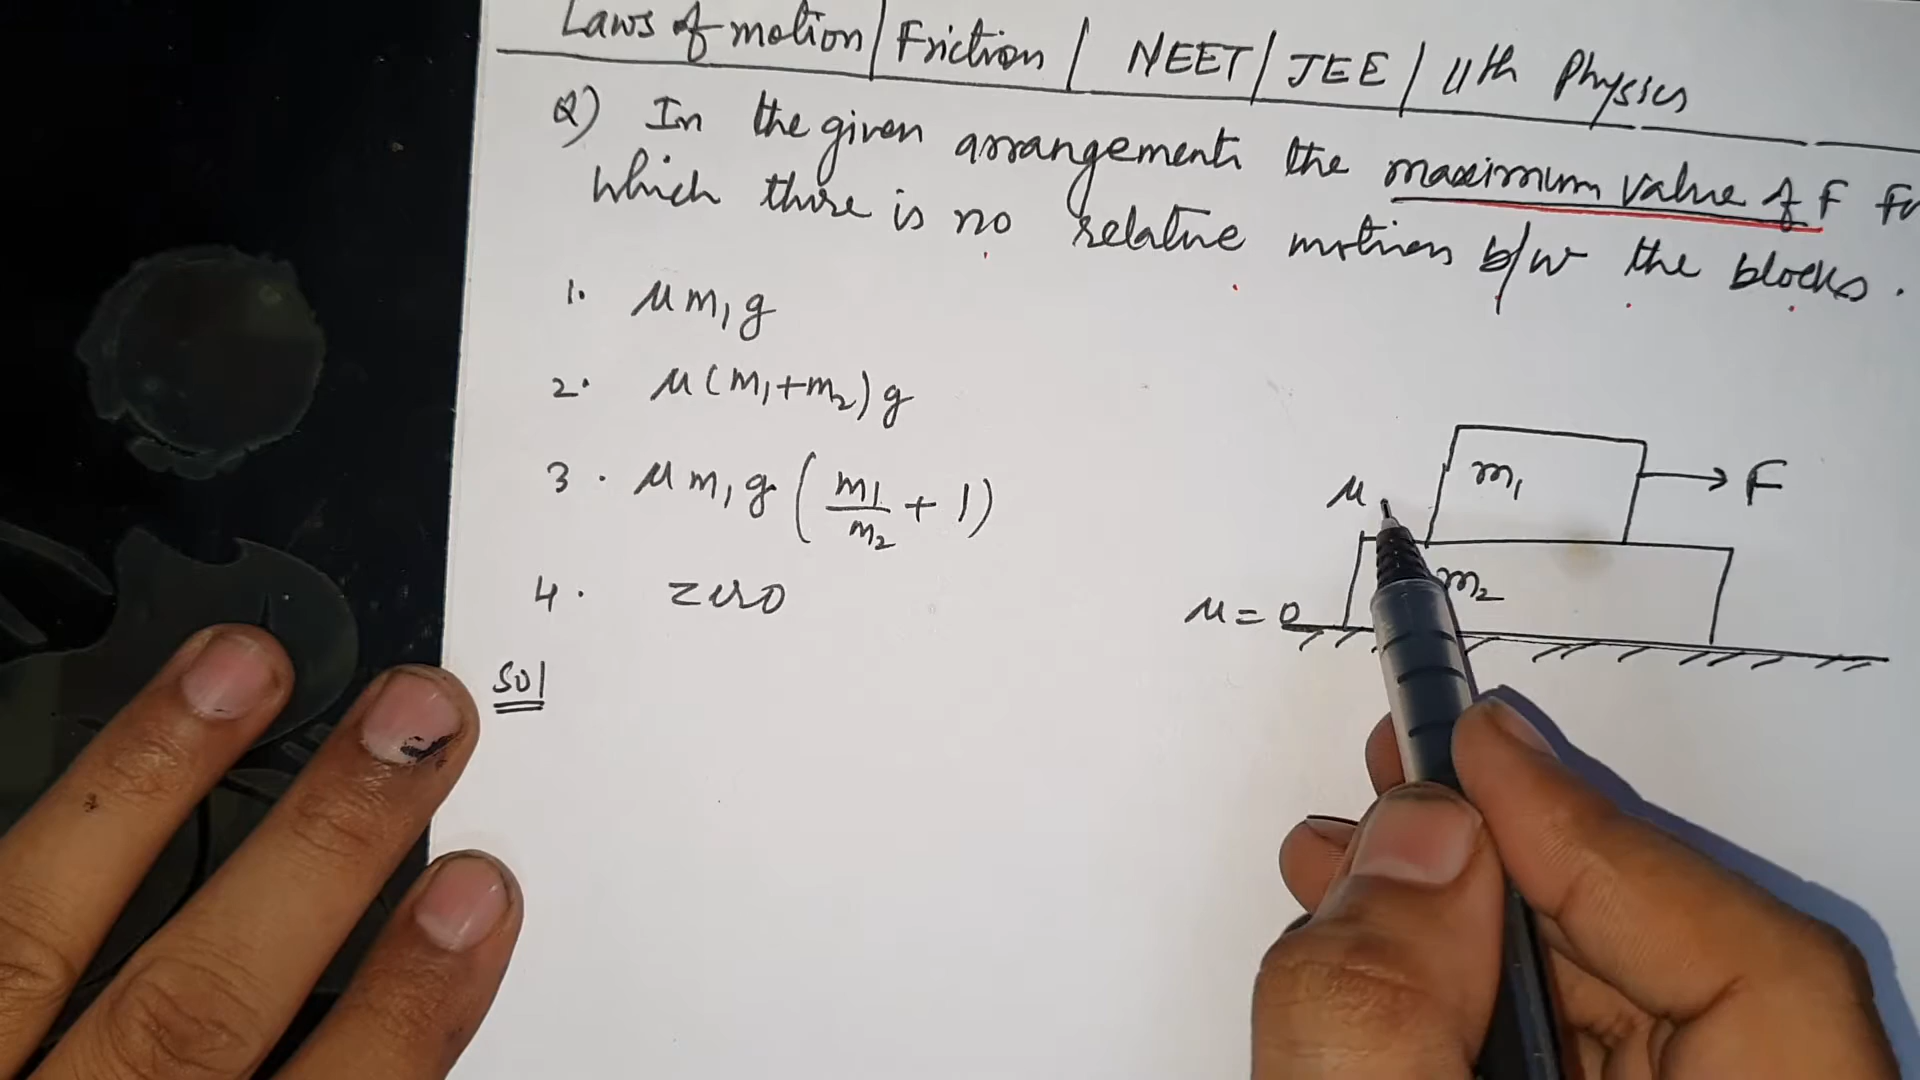 Laws of motion / Friction / NEET / JEE / 11th Physics
Q) In the given arrangement the maximum value of F
which there is no relative motion b/w the blocks.
1. μm₁g
2. μ(m₁+m₂)g
3. μm₁g(m₁/m₂ + 1)
4. zero
m₁
F
μ
m₂
μ = 0
Sol